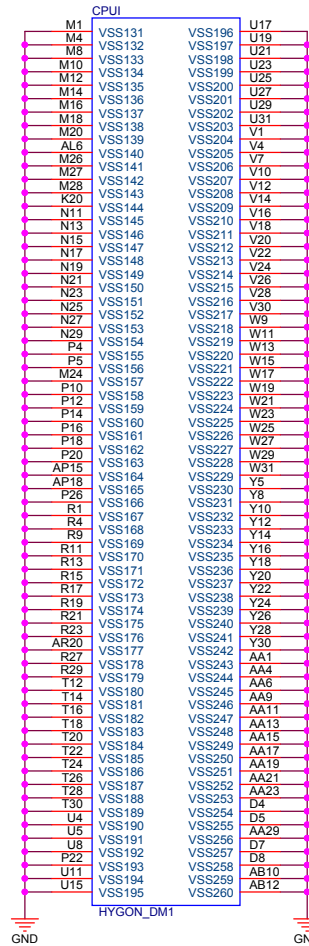 CPUI
M1 VSS131 VSS196 U17
M4 VSS132 VSS197 U19
M8 VSS133 VSS198 U21
M10 VSS134 VSS199 U23
M12 VSS135 VSS200 U25
M14 VSS136 VSS201 U27
M16 VSS137 VSS202 U29
M18 VSS138 VSS203 U31
M20 VSS139 VSS204 V1
AL6 VSS140 VSS205 V4
M26 VSS141 VSS206 V7
M27 VSS142 VSS207 V10
M28 VSS143 VSS208 V12
K20 VSS144 VSS209 V14
N11 VSS145 VSS210 V16
N13 VSS146 VSS211 V18
N15 VSS147 VSS212 V20
N17 VSS148 VSS213 V22
N19 VSS149 VSS214 V24
N21 VSS150 VSS215 V26
N23 VSS151 VSS216 V28
N25 VSS152 VSS217 V30
N27 VSS153 VSS218 W9
N29 VSS154 VSS219 W11
P4 VSS155 VSS220 W13
P5 VSS156 VSS221 W15
M24 VSS157 VSS222 W17
P10 VSS158 VSS223 W19
P12 VSS159 VSS224 W21
P14 VSS160 VSS225 W23
P16 VSS161 VSS226 W25
P18 VSS162 VSS227 W27
P20 VSS163 VSS228 W29
AP15 VSS164 VSS229 W31
AP18 VSS165 VSS230 Y5
P26 VSS166 VSS231 Y8
R1 VSS167 VSS232 Y10
R4 VSS168 VSS233 Y12
R9 VSS169 VSS234 Y14
R11 VSS170 VSS235 Y16
R13 VSS171 VSS236 Y18
R15 VSS172 VSS237 Y20
R17 VSS173 VSS238 Y22
R19 VSS174 VSS239 Y24
R21 VSS175 VSS240 Y26
R23 VSS176 VSS241 Y28
AR20 VSS177 VSS242 Y30
R27 VSS178 VSS243 AA1
R29 VSS179 VSS244 AA4
T12 VSS180 VSS245 AA6
T14 VSS181 VSS246 AA9
T16 VSS182 VSS247 AA11
T18 VSS183 VSS248 AA13
T20 VSS184 VSS249 AA15
T22 VSS185 VSS250 AA17
T24 VSS186 VSS251 AA19
T26 VSS187 VSS252 AA21
T28 VSS188 VSS253 AA23
T30 VSS189 VSS254 D4
U4 VSS190 VSS255 D5
U5 VSS191 VSS256 AA29
U8 VSS192 VSS257 D7
P22 VSS193 VSS258 D8
U11 VSS194 VSS259 AB10
U15 VSS195 VSS260 AB12
HYGON_DM1
GND